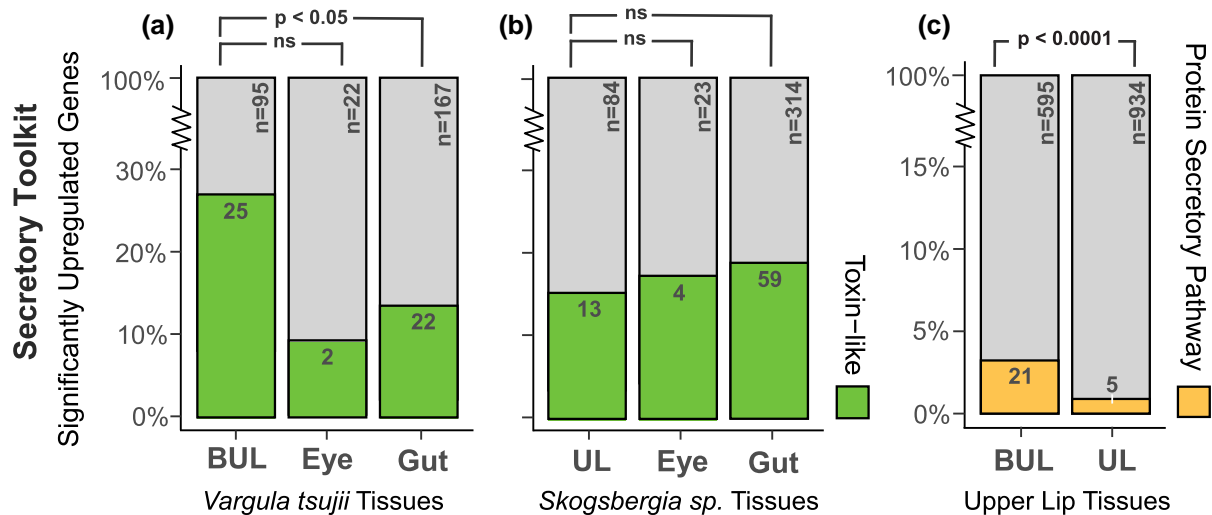 Secretory Toolkit
Significantly Upregulated Genes
(a)
p < 0.05
ns
100%
30%
20%
10%
0%
n=95
n=22
n=167
25
2
22
BUL
Eye
Gut
Vargula tsujii Tissues
(b)
ns
ns
n=84
n=23
n=314
13
4
59
UL
Eye
Gut
Skogsbergia sp. Tissues
Toxin-like
(c)
p < 0.0001
100%
15%
10%
5%
0%
n=595
n=934
21
5
BUL
UL
Upper Lip Tissues
Protein Secretory Pathway